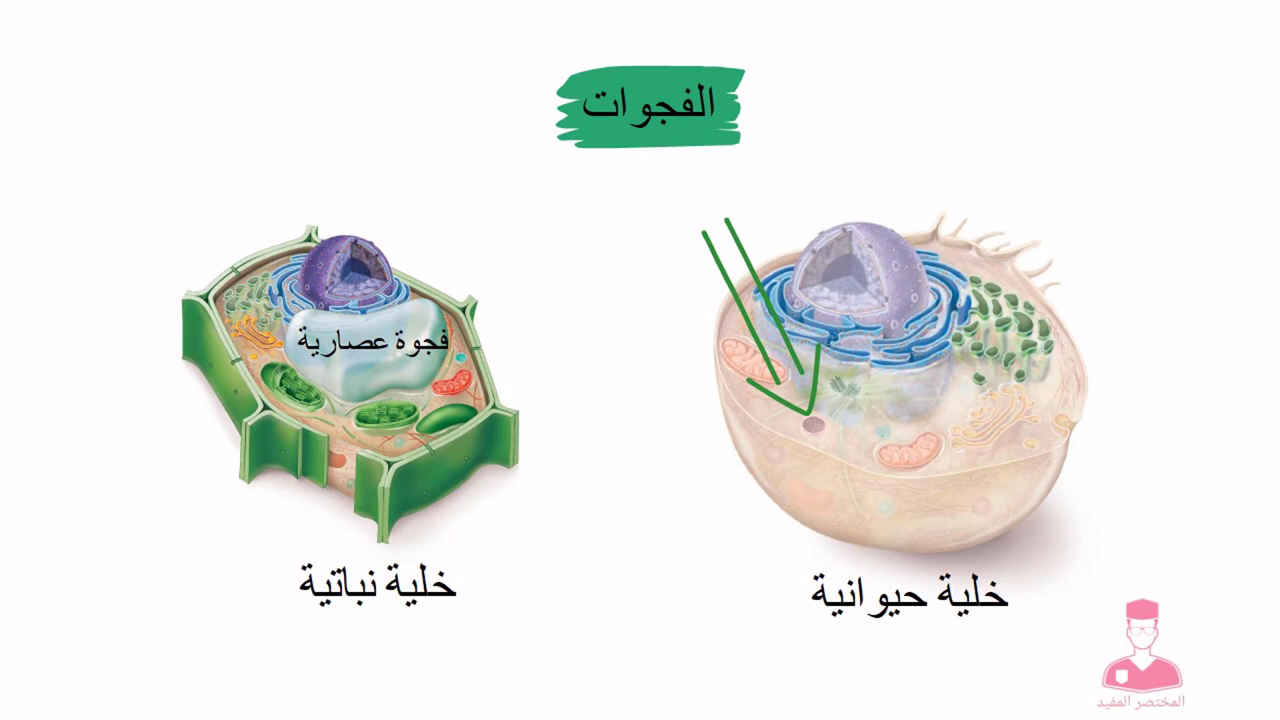 الفجوات
فجوة عصارية
خلية نباتية
خلية حيوانية
المختصر المفيد